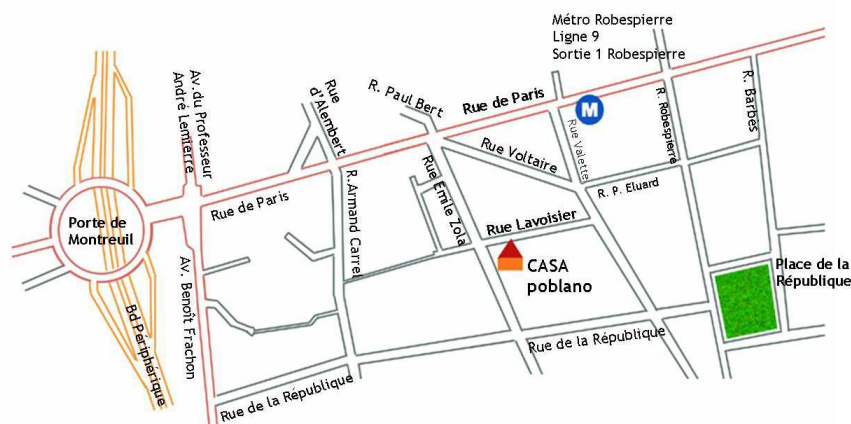 Métro Robespierre
Ligne 9
Sortie 1 Robespierre
Av. du Professeur
André Lemierre
Rue
d'Alembert
R. Paul Bert
Rue de Paris
M
R. Robespierre
R. Barbès
Rue Valette
Rue Voltaire
Rue Emile Zola
R. Armand Carrel
R. P. Eluard
Rue de Paris
Porte de
Montreuil
Rue Lavoisier
CASA
poblano
Place de la
République
Av. Benoît Frachon
Bd Periphérique
Rue de la République
Rue de la République